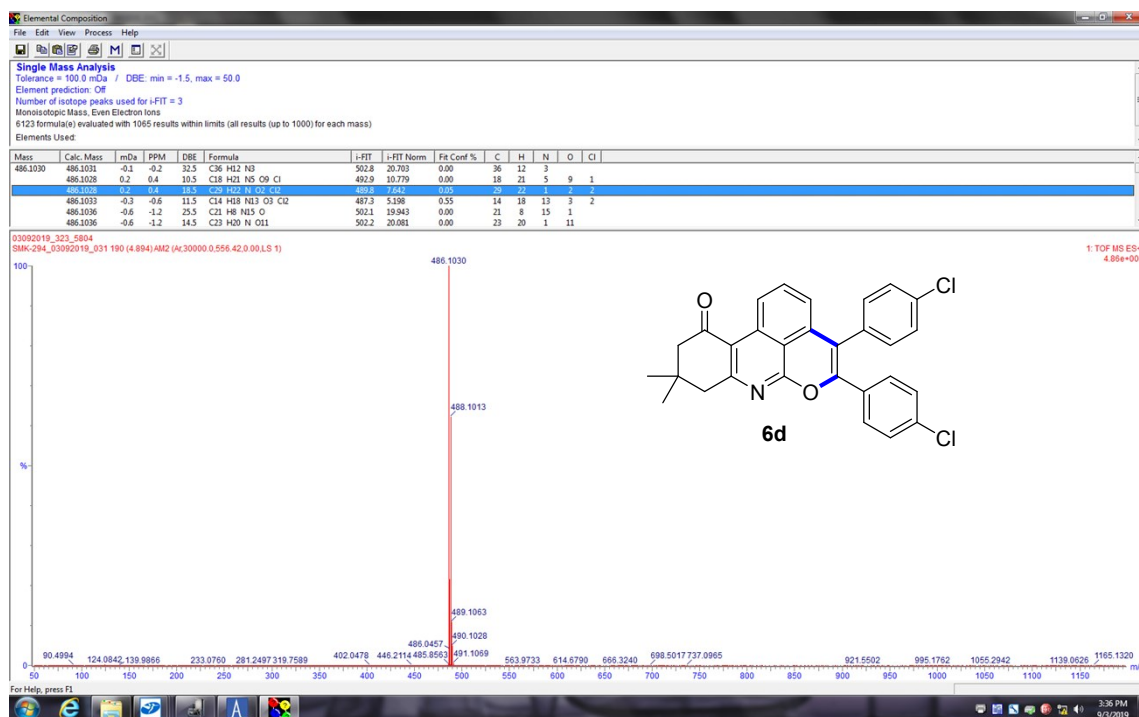 Elemental Composition
File Edit View Process Help
M
Single Mass Analysis
Tolerance = 100.0 mDa / DBE: min = -1.5, max = 50.0
Element prediction: Off
Number of isotope peaks used for i-FIT = 3
Monoisotopic Mass, Even Electron Ions
6123 formula(e) evaluated with 1065 results within limits (all results (up to 1000) for each mass)
Elements Used:
Mass Calc. Mass mDa PPM DBE Formula i-FIT i-FIT Norm Fit Conf % C H N O Cl
486.1030 486.1031 -0.1 -0.2 32.5 C36 H12 N3 502.8 20.703 0.00 36 12 3
486.1028 0.2 0.4 10.5 C18 H21 N5 O9 Cl 492.9 10.779 0.00 18 21 5 9 1
486.1028 0.2 0.4 18.5 C29 H22 N O2 Cl2 489.8 7.642 0.05 29 22 1 2 2
486.1033 -0.3 -0.6 11.5 C14 H18 N13 O3 Cl2 487.3 5.198 0.55 14 18 13 3 2
486.1036 -0.6 -1.2 25.5 C21 H8 N15 O 502.1 19.943 0.00 21 8 15 1
486.1036 -0.6 -1.2 14.5 C23 H20 N O11 502.2 20.081 0.00 23 20 1 11
03092019_323_5804
SMK-294_03092019_031 190 (4.894) AM2 (Ar,30000.0,556.42,0.00,LS 1)
1: TOF MS ES+
4.86e+00
100
486.1030
Cl
O
488.1013
N
O
Cl
6d
%
489.1063
486.0457
490.1028
90.4994
124.0842
139.9866
233.0760
281.2497
319.7589
402.0478
446.2114
485.8563
491.1069
563.9733
614.6790
666.3240
698.5017
737.0965
921.5502
995.1762
1055.2942
1139.0626
1165.1320
0
50 100 150 200 250 300 350 400 450 500 550 600 650 700 750 800 850 900 950 1000 1050 1100 1150
For Help, press F1
3:36 PM
9/3/2019